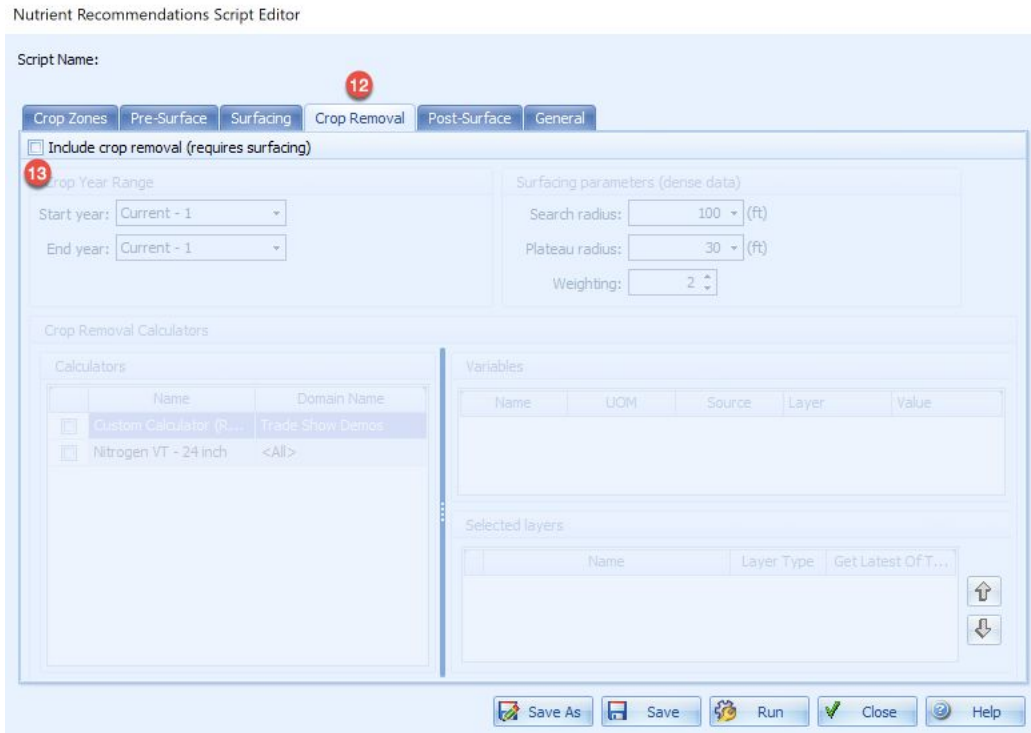 Nutrient Recommendations Script Editor
Script Name:
12
Crop Zones Pre-Surface Surfacing Crop Removal Post-Surface General
Include crop removal (requires surfacing)
13
Crop Year Range Surfacing parameters (dense data)
Start year: Current - 1 Search radius: 100 (ft)
End year: Current - 1 Plateau radius: 30 (ft)
Weighting: 2
Crop Removal Calculators
Calculators Variables
Name Domain Name Name UOM Source Layer Value
Custom Calculator (R... Trade Show Demos
Nitrogen VT - 24 inch <All>
Selected layers
Name Layer Type Get Latest Of T...
Save As Save Run Close Help